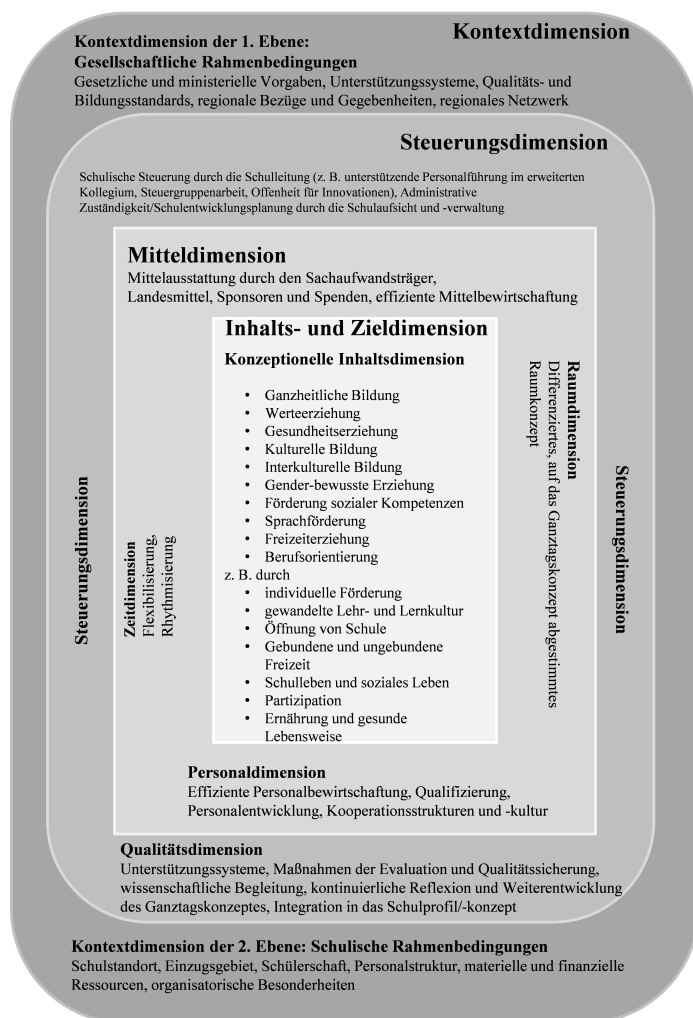 Kontextdimension
Kontextdimension der 1. Ebene:
Gesellschaftliche Rahmenbedingungen
Gesetzliche und ministerielle Vorgaben, Unterstützungssysteme, Qualitäts- und
Bildungsstandards, regionale Bezüge und Gegebenheiten, regionales Netzwerk
Steuerungsdimension
Schulische Steuerung durch die Schulleitung (z. B. unterstützende Personalführung im erweiterten
Kollegium, Steuergruppenarbeit, Offenheit für Innovationen), Administrative
Zuständigkeit/Schulentwicklungsplanung durch die Schulaufsicht und -verwaltung
Mitteldimension
Mittelausstattung durch den Sachaufwandsträger,
Landesmittel, Sponsoren und Spenden, effiziente Mittelbewirtschaftung
Inhalts- und Zieldimension
Konzeptionelle Inhaltsdimension
• Ganzheitliche Bildung
• Werteerziehung
• Gesundheitserziehung
• Kulturelle Bildung
• Interkulturelle Bildung
• Gender-bewusste Erziehung
• Förderung sozialer Kompetenzen
• Sprachförderung
• Freizeiterziehung
• Berufsorientierung
z. B. durch
• individuelle Förderung
• gewandelte Lehr- und Lernkultur
• Öffnung von Schule
• Gebundene und ungebundene
Freizeit
• Schulleben und soziales Leben
• Partizipation
• Ernährung und gesunde
Lebensweise
Steuerungsdimension
Zeitdimension
Flexibilisierung,
Rhythmisierung
Raumdimension
Differenziertes, auf das Ganztagskonzept abgestimmtes
Raumkonzept
Steuerungsdimension
Personaldimension
Effiziente Personalbewirtschaftung, Qualifizierung,
Personalentwicklung, Kooperationsstrukturen und -kultur
Qualitätsdimension
Unterstützungssysteme, Maßnahmen der Evaluation und Qualitätssicherung,
wissenschaftliche Begleitung, kontinuierliche Reflexion und Weiterentwicklung
des Ganztagskonzeptes, Integration in das Schulprofil/-konzept
Kontextdimension der 2. Ebene: Schulische Rahmenbedingungen
Schulstandort, Einzugsgebiet, Schülerschaft, Personalstruktur, materielle und finanzielle
Ressourcen, organisatorische Besonderheiten